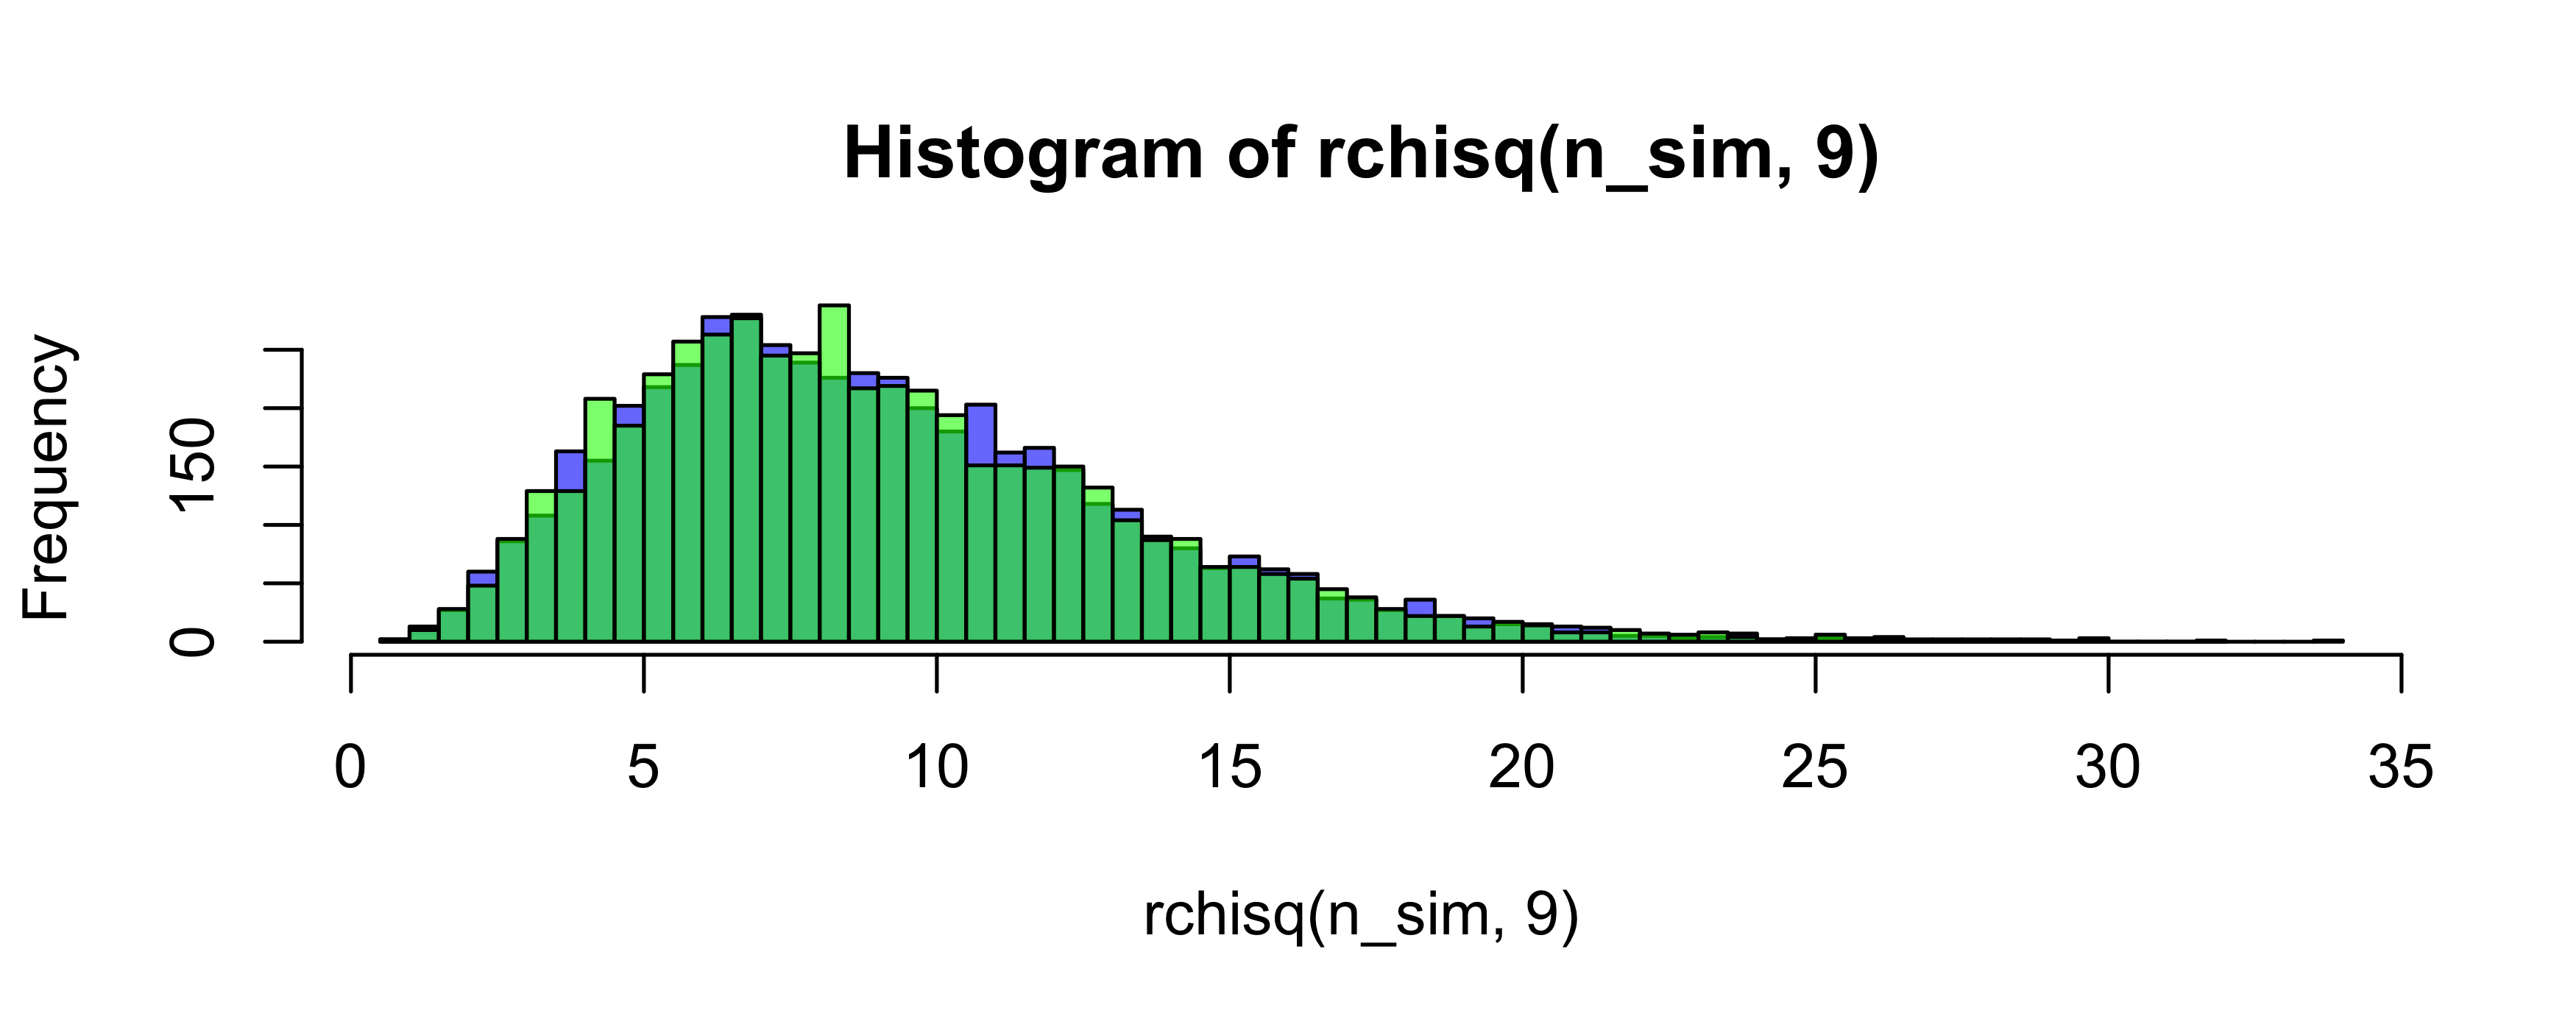 Histogram of rchisq(n_sim, 9)
Frequency
150
0
0 5 10 15 20 25 30 35
rchisq(n_sim, 9)